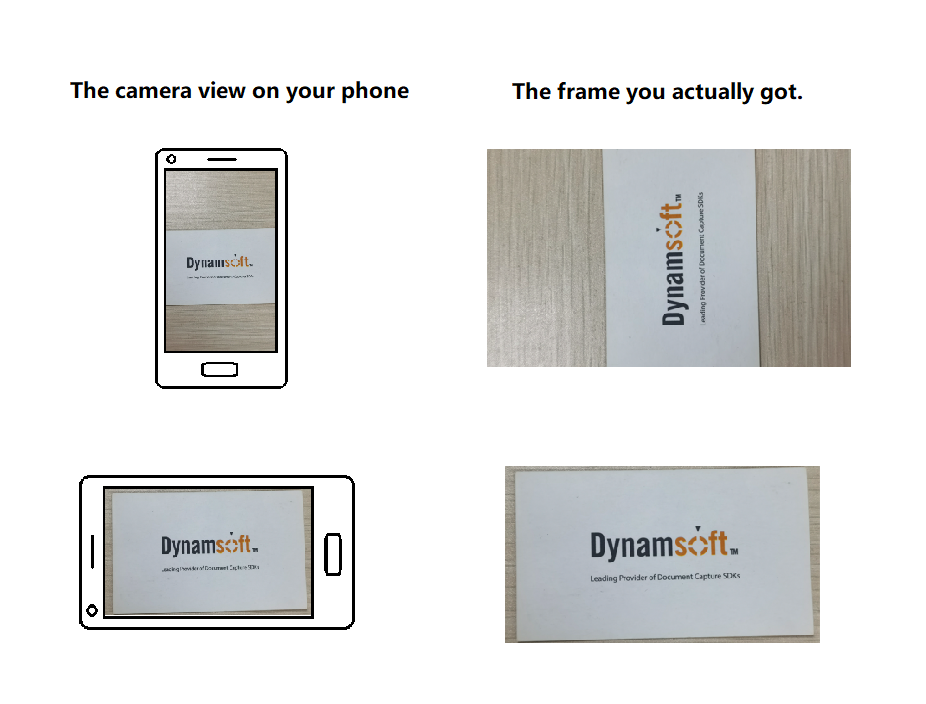 The camera view on your phone
The frame you actually got.
Dynamsoft™
Leading Provider of Document Capture SDKs
Dynamsoft™
Leading Provider of Document Capture SDKs
Dynamsoft™
Leading Provider of Document Capture SDKs
Dynamsoft™
Leading Provider of Document Capture SDKs